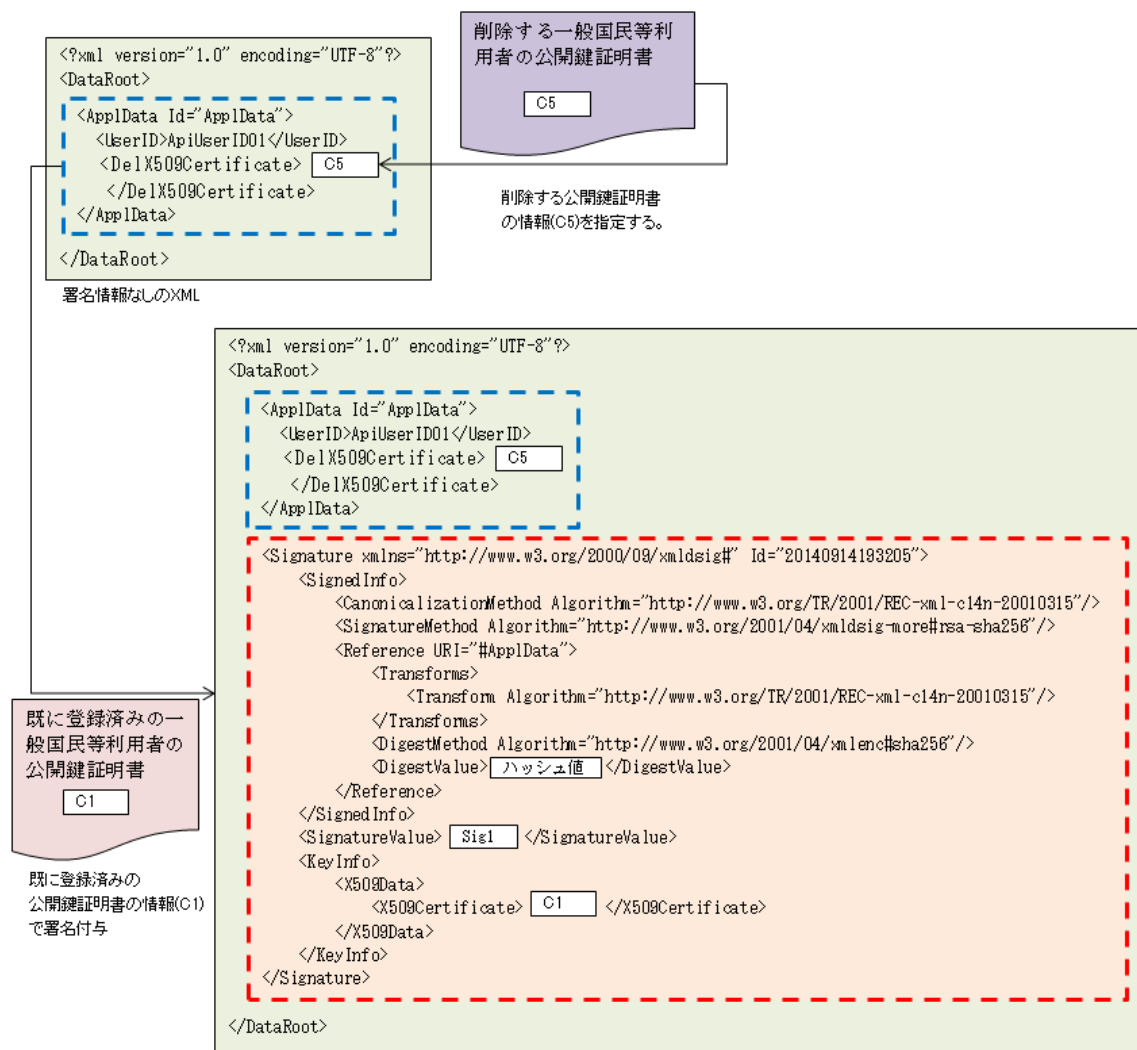 削除する一般国民等利
用者の公開鍵証明書
C5
<?xml version="1.0" encoding="UTF-8"?>
<DataRoot>
<ApplData Id="ApplData">
<UserID>ApiUserID01</UserID>
<DelX509Certificate> C5
</DelX509Certificate>
</ApplData>
</DataRoot>
削除する公開鍵証明書
の情報(C5)を指定する。
署名情報なしのXML
<?xml version="1.0" encoding="UTF-8"?>
<DataRoot>
<ApplData Id="ApplData">
<UserID>ApiUserID01</UserID>
<DelX509Certificate> C5
</DelX509Certificate>
</ApplData>
<Signature xmlns="http://www.w3.org/2000/09/xmldsig#" Id="20140914193205">
<SignedInfo>
<CanonicalizationMethod Algorithm="http://www.w3.org/TR/2001/REC-xml-c14n-20010315"/>
<SignatureMethod Algorithm="http://www.w3.org/2001/04/xmldsig-more#rsa-sha256"/>
<Reference URI="#ApplData">
<Transforms>
<Transform Algorithm="http://www.w3.org/TR/2001/REC-xml-c14n-20010315"/>
</Transforms>
<DigestMethod Algorithm="http://www.w3.org/2001/04/xmlenc#sha256"/>
<DigestValue> ハッシュ値 </DigestValue>
</Reference>
</SignedInfo>
<SignatureValue> Sig1 </SignatureValue>
<KeyInfo>
<X509Data>
<X509Certificate> C1 </X509Certificate>
</X509Data>
</KeyInfo>
</Signature>
</DataRoot>
既に登録済みの一
般国民等利用者の
公開鍵証明書
C1
既に登録済みの
公開鍵証明書の情報(C1)
で署名付与